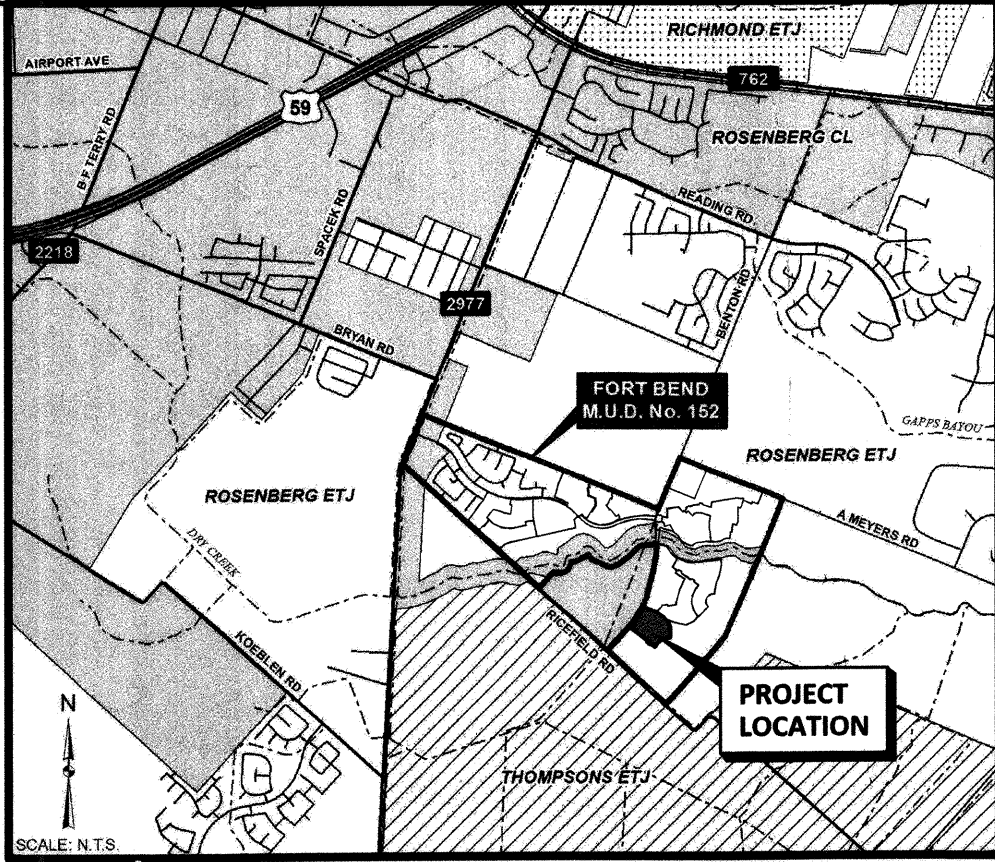 RICHMOND ETJ
AIRPORT AVE
762
59
B.F. TERRY RD
ROSENBERG CL
READING RD.
SPACEK RD
2218
2977
BENTON RD
BRYAN RD
FORT BEND
M.U.D. No. 152
GAPPS BAYOU
ROSENBERG ETJ
ROSENBERG ETJ
A MEYERS RD
DRY CREEK
RICEFIELD RD
KOEBLEN RD
PROJECT
LOCATION
N
THOMPSONS ETJ
SCALE: N.T.S.